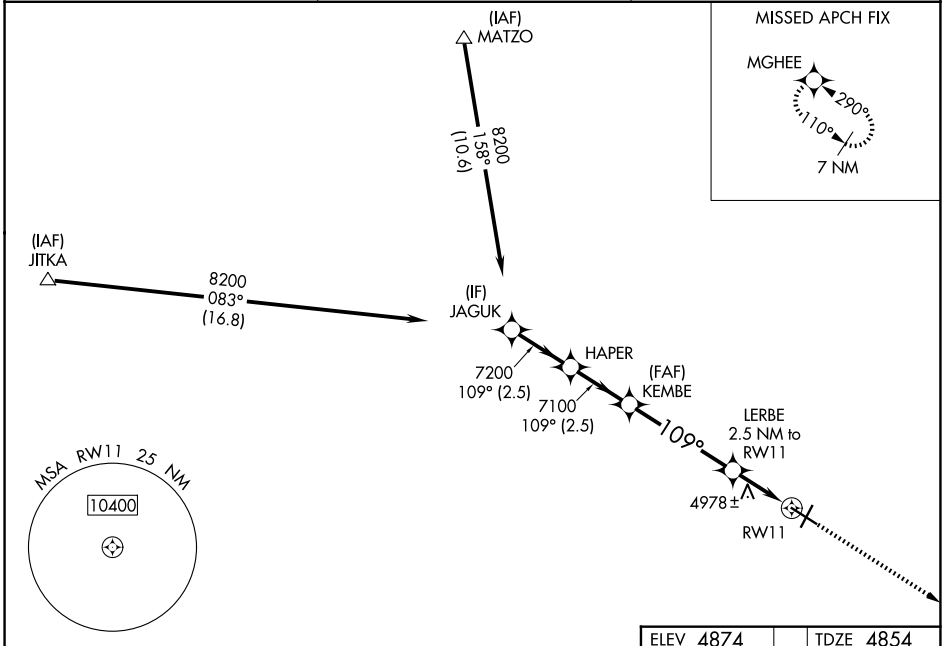 (IAF)
MATZO
MISSED APCH FIX
MGHEE
290°
110°
7 NM
8200
158°
(10.6)
(IAF)
JITKA
8200
083°
(16.8)
(IF)
JAGUK
HAPER
7200
109° (2.5)
(FAF)
KEMBE
7100
109° (2.5)
109°
LERBE
2.5 NM to
RW11
4978±
RW11
MSA RW11 25 NM
10400
ELEV 4874
TDZE 4854